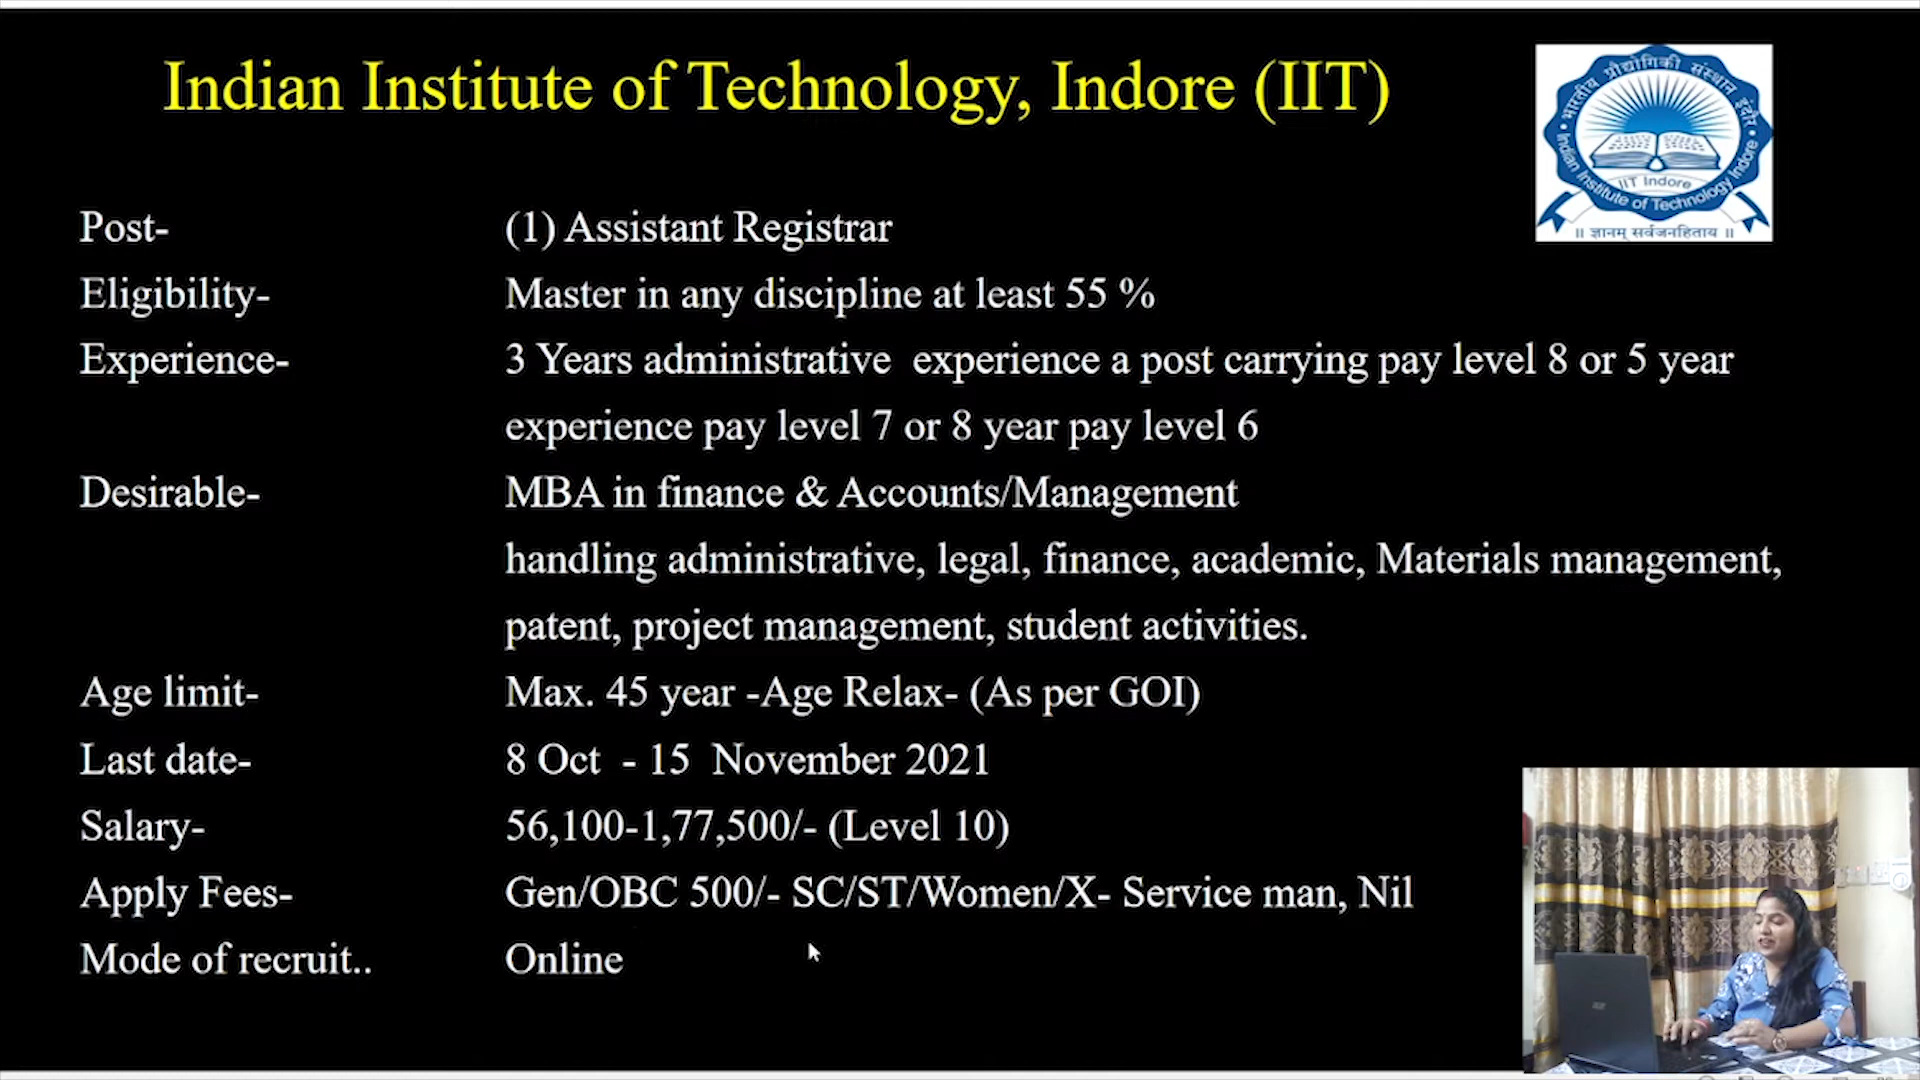 Indian Institute of Technology, Indore (IIT)
भारतीय प्रौद्योगिकी संस्थान इंदौर
IIT Indore
Indian Institute of Technology Indore
॥ ज्ञानम् सर्वजनहिताय ॥
Post- (1) Assistant Registrar
Eligibility- Master in any discipline at least 55 %
Experience- 3 Years administrative experience a post carrying pay level 8 or 5 year
experience pay level 7 or 8 year pay level 6
Desirable- MBA in finance & Accounts/Management
handling administrative, legal, finance, academic, Materials management,
patent, project management, student activities.
Age limit- Max. 45 year -Age Relax- (As per GOI)
Last date- 8 Oct - 15 November 2021
Salary- 56,100-1,77,500/- (Level 10)
Apply Fees- Gen/OBC 500/- SC/ST/Women/X- Service man, Nil
Mode of recruit.. Online